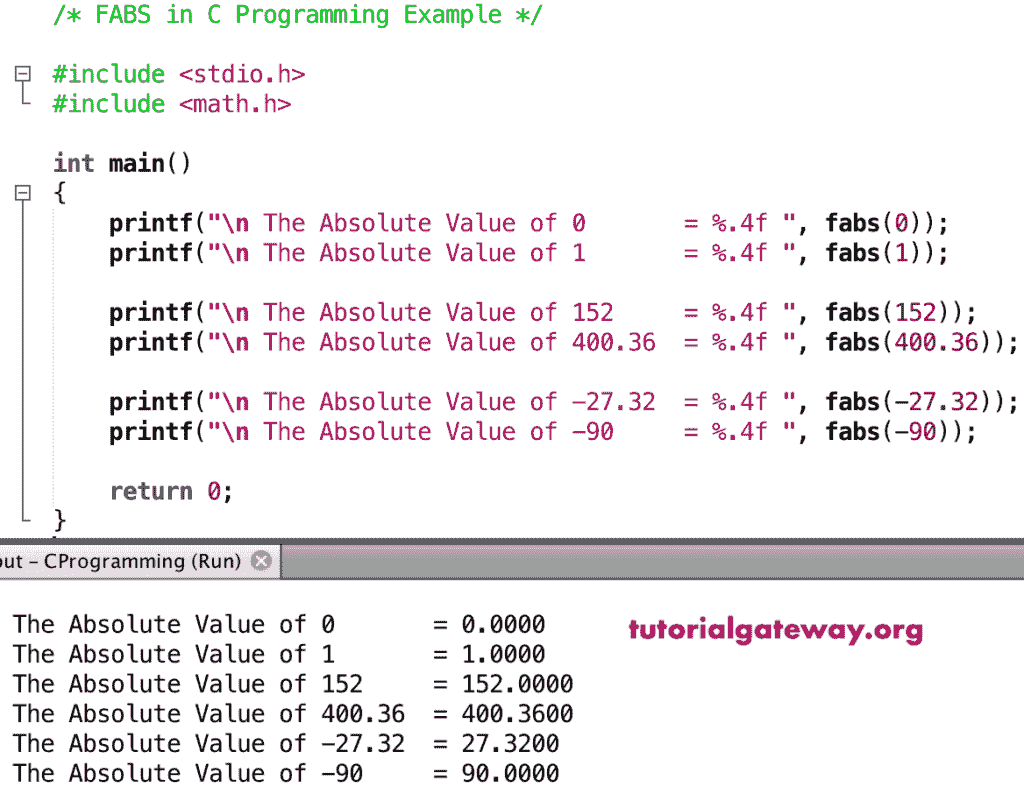 /* FABS in C Programming Example */
#include <stdio.h>
#include <math.h>
int main()
{
    printf("\n The Absolute Value of 0       = %.4f ", fabs(0));
    printf("\n The Absolute Value of 1       = %.4f ", fabs(1));
    printf("\n The Absolute Value of 152     = %.4f ", fabs(152));
    printf("\n The Absolute Value of 400.36  = %.4f ", fabs(400.36));
    printf("\n The Absolute Value of -27.32  = %.4f ", fabs(-27.32));
    printf("\n The Absolute Value of -90     = %.4f ", fabs(-90));
    return 0;
}
– CProgramming (Run)
The Absolute Value of 0       = 0.0000
tutorialgateway.org
The Absolute Value of 1       = 1.0000
The Absolute Value of 152     = 152.0000
The Absolute Value of 400.36  = 400.3600
The Absolute Value of -27.32  = 27.3200
The Absolute Value of -90     = 90.0000